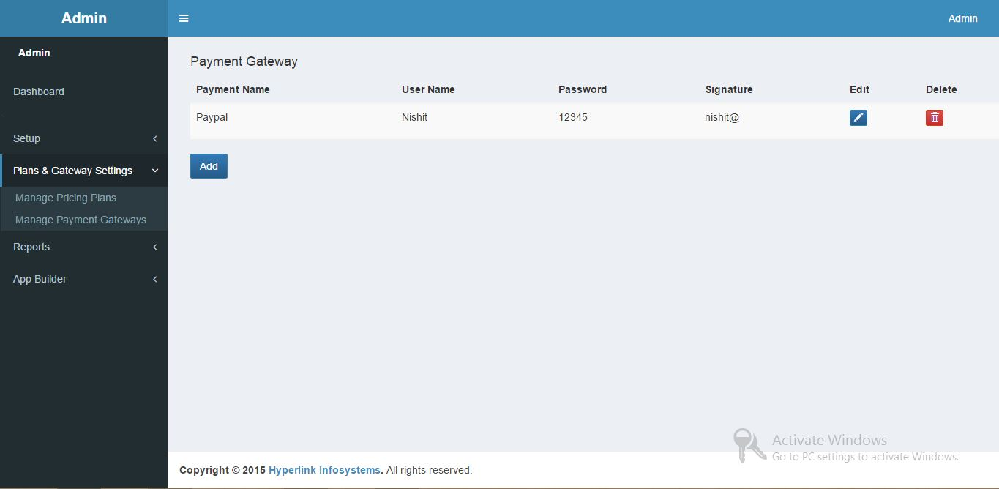 Admin
Admin
Admin
Dashboard
Setup
Plans & Gateway Settings
Manage Pricing Plans
Manage Payment Gateways
Reports
App Builder
Payment Gateway
Payment Name User Name Password Signature Edit Delete
Paypal Nishit 12345 nishit@
Add
Activate Windows
Go to PC settings to activate Windows.
Copyright © 2015 Hyperlink Infosystems. All rights reserved.